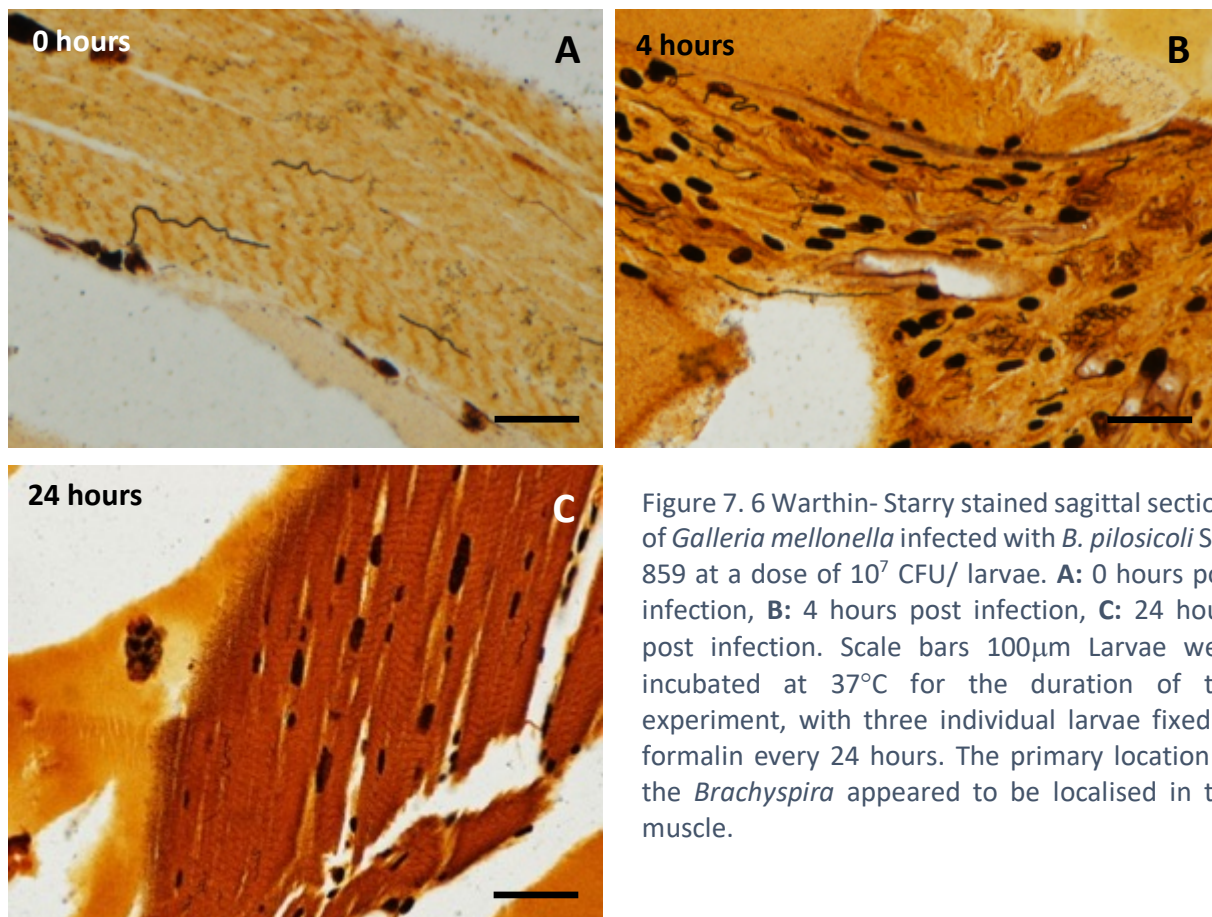 0 hours
A
4 hours
B
24 hours
C
Figure 7. 6 Warthin- Starry stained sagittal section
of Galleria mellonella infected with B. pilosicoli S
859 at a dose of 10⁷ CFU/ larvae. A: 0 hours po
infection, B: 4 hours post infection, C: 24 hou
post infection. Scale bars 100μm Larvae we
incubated at 37°C for the duration of t
experiment, with three individual larvae fixed
formalin every 24 hours. The primary location
the Brachyspira appeared to be localised in t
muscle.